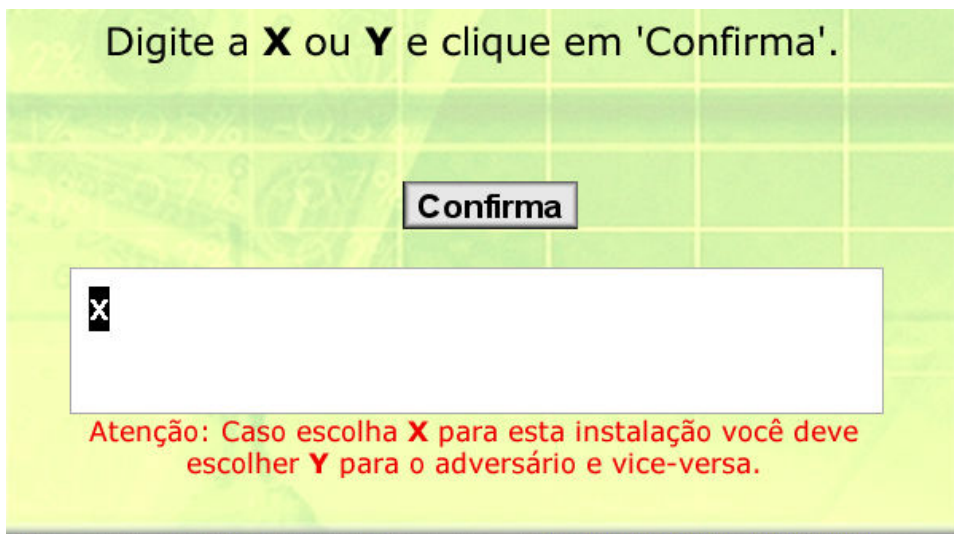 Digite a X ou Y e clique em 'Confirma'.
Confirma
X
Atenção: Caso escolha X para esta instalação você deve
escolher Y para o adversário e vice-versa.